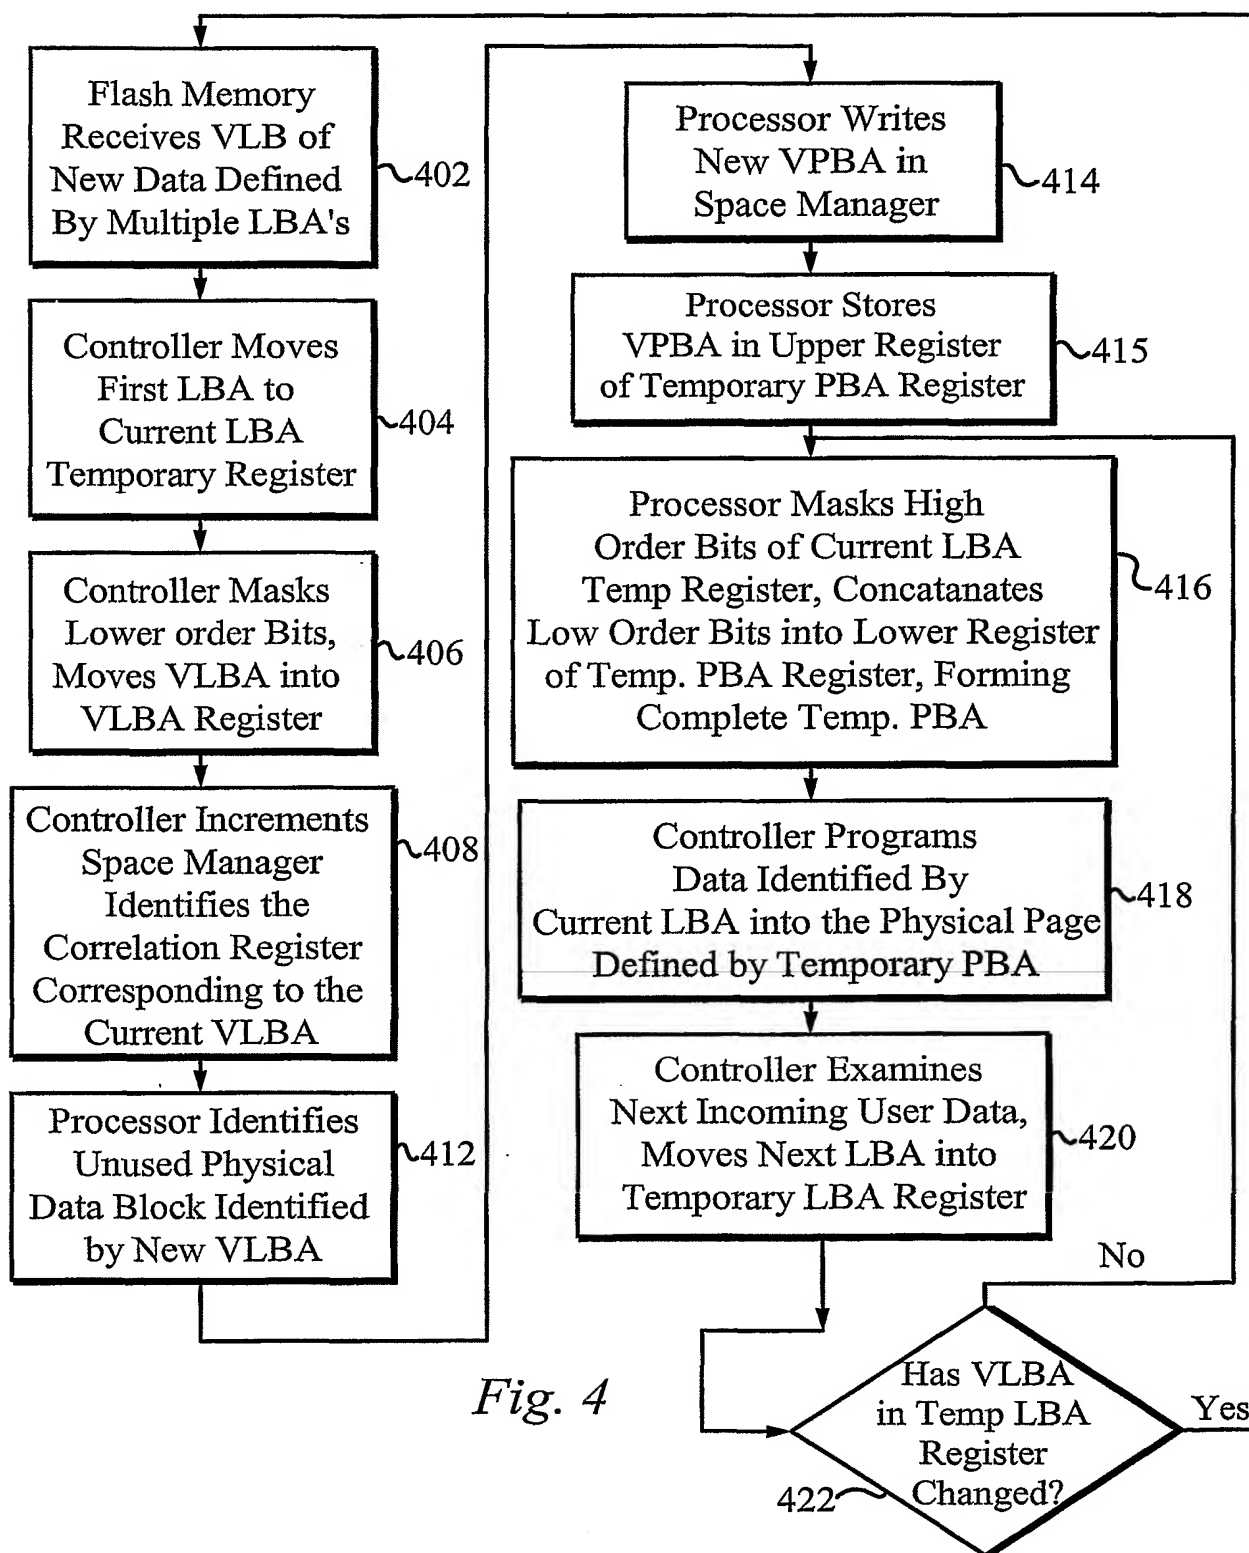 Flash Memory
Receives VLB of
New Data Defined
By Multiple LBA's
402
Controller Moves
First LBA to
Current LBA
Temporary Register
404
Controller Masks
Lower order Bits,
Moves VLBA into
VLBA Register
406
Controller Increments
Space Manager
Identifies the
Correlation Register
Corresponding to the
Current VLBA
408
Processor Identifies
Unused Physical
Data Block Identified
by New VLBA
412
Processor Writes
New VPBA in
Space Manager
414
Processor Stores
VPBA in Upper Register
of Temporary PBA Register
415
Processor Masks High
Order Bits of Current LBA
Temp Register, Concatanates
Low Order Bits into Lower Register
of Temp. PBA Register, Forming
Complete Temp. PBA
416
Controller Programs
Data Identified By
Current LBA into the Physical Page
Defined by Temporary PBA
418
Controller Examines
Next Incoming User Data,
Moves Next LBA into
Temporary LBA Register
420
No
Has VLBA
in Temp LBA
Register
Changed?
Yes
422
Fig. 4